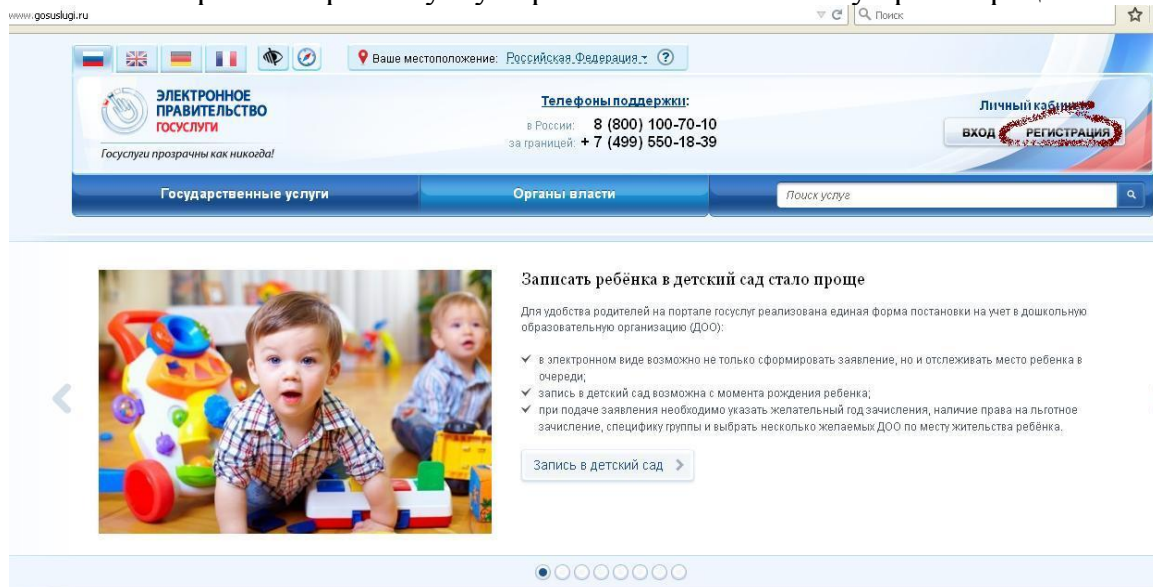 www.gosuslugi.ru
Поиск
Ваше местоположение: Российская Федерация
ЭЛЕКТРОННОЕ
ПРАВИТЕЛЬСТВО
ГОСУСЛУГИ
Госуслуги прозрачны как никогда!
Телефоны поддержки:
в России: 8 (800) 100-70-10
за границей: + 7 (499) 550-18-39
Личный кабинет
ВХОД РЕГИСТРАЦИЯ
Государственные услуги
Органы власти
Поиск услуг
Записать ребёнка в детский сад стало проще
Для удобства родителей на портале госуслуг реализована единая форма постановки на учет в дошкольную
образовательную организацию (ДОО):
в электронном виде возможно не только сформировать заявление, но и отслеживать место ребенка в
очереди;
запись в детский сад возможна с момента рождения ребенка;
при подаче заявления необходимо указать желательный год зачисления, наличие права на льготное
зачисление, специфику группы и выбрать несколько желаемых ДОО по месту жительства ребёнка.
Запись в детский сад